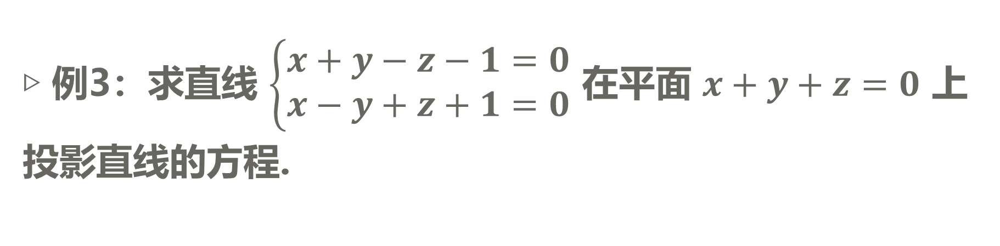 ▷ 例3：求直线 {x + y − z − 1 = 0 x − y + z + 1 = 0 在平面 x + y + z = 0 上
投影直线的方程.